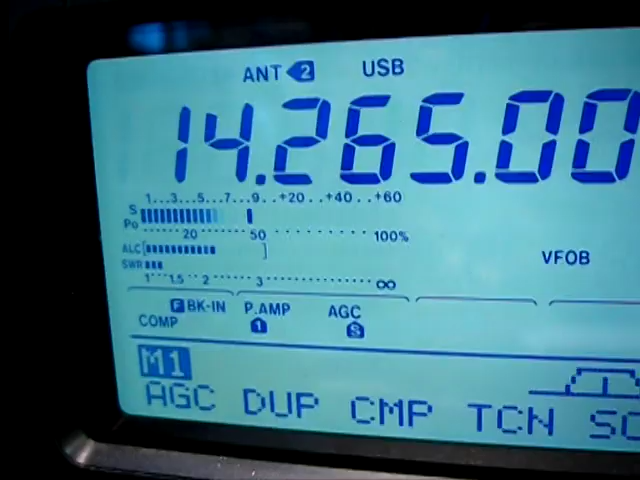 ANT 2 USB
14.265.00
1...3...5...7...9..+20..+40..+60
S
Po
20 50 100%
ALC
VFOB
SWR
1 1.5 2 3 ∞
F BK-IN P.AMP AGC
COMP 1 S
M1
AGC DUP CMP TCN